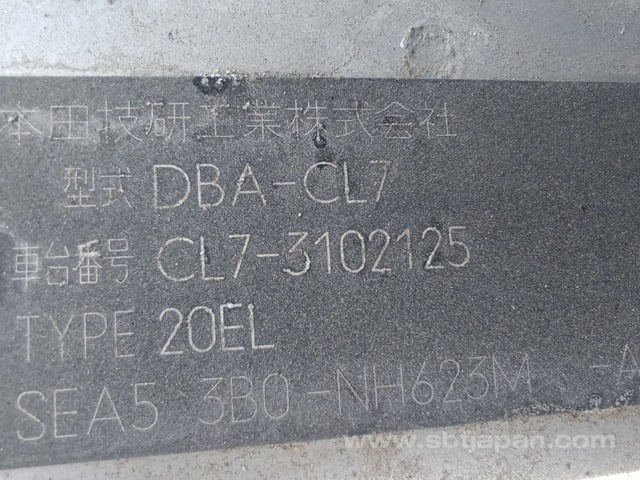 本田技研工業株式会社
型式 DBA-CL7
車台番号 CL7-3102125
TYPE 20EL
SEA5 3B0-NH623M -A
www.sbtjapan.com